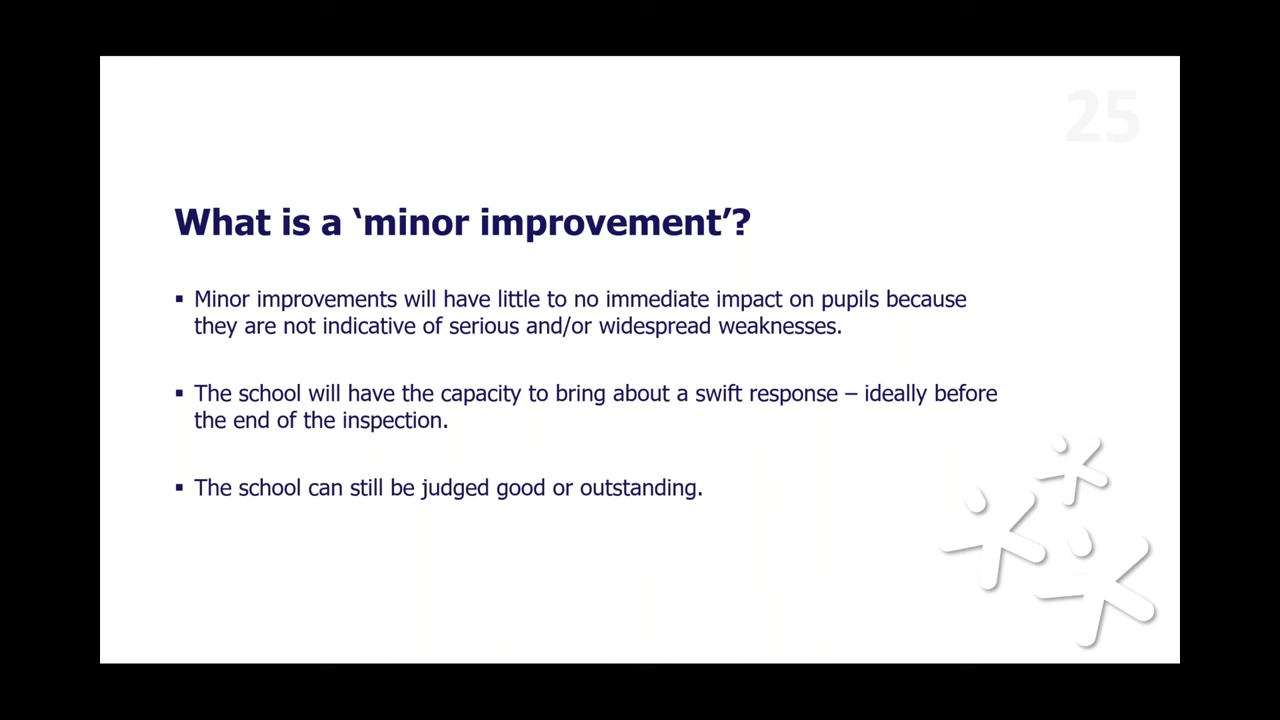 25
What is a ‘minor improvement’?
▪ Minor improvements will have little to no immediate impact on pupils because
they are not indicative of serious and/or widespread weaknesses.
▪ The school will have the capacity to bring about a swift response – ideally before
the end of the inspection.
▪ The school can still be judged good or outstanding.